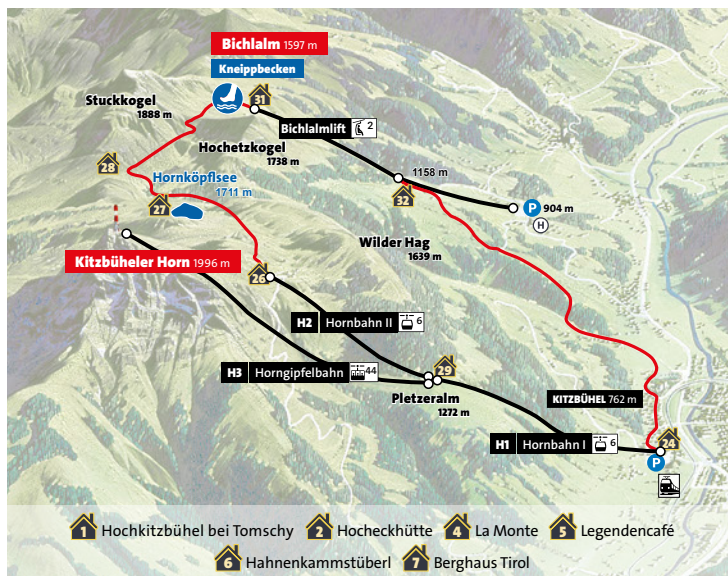 Bichlalm 1597 m
Kneippbecken
31
Stuckkogel
1888 m
Bichlalmlift 2
Hochetzkogel
1738 m
28
1158 m
Hornköpflsee
1711 m
32
27
P 904 m
H
Wilder Hag
1639 m
Kitzbüheler Horn 1996 m
26
H2 Hornbahn II 6
H3 Horngipfelbahn 44
29
Pletzeralm
1272 m
KITZBÜHEL 762 m
H1 Hornbahn I 6
24
P
1 Hochkitzbühel bei Tomschy 2 Hocheckhütte 4 La Monte 5 Legendencafé
6 Hahnenkammstüberl 7 Berghaus Tirol